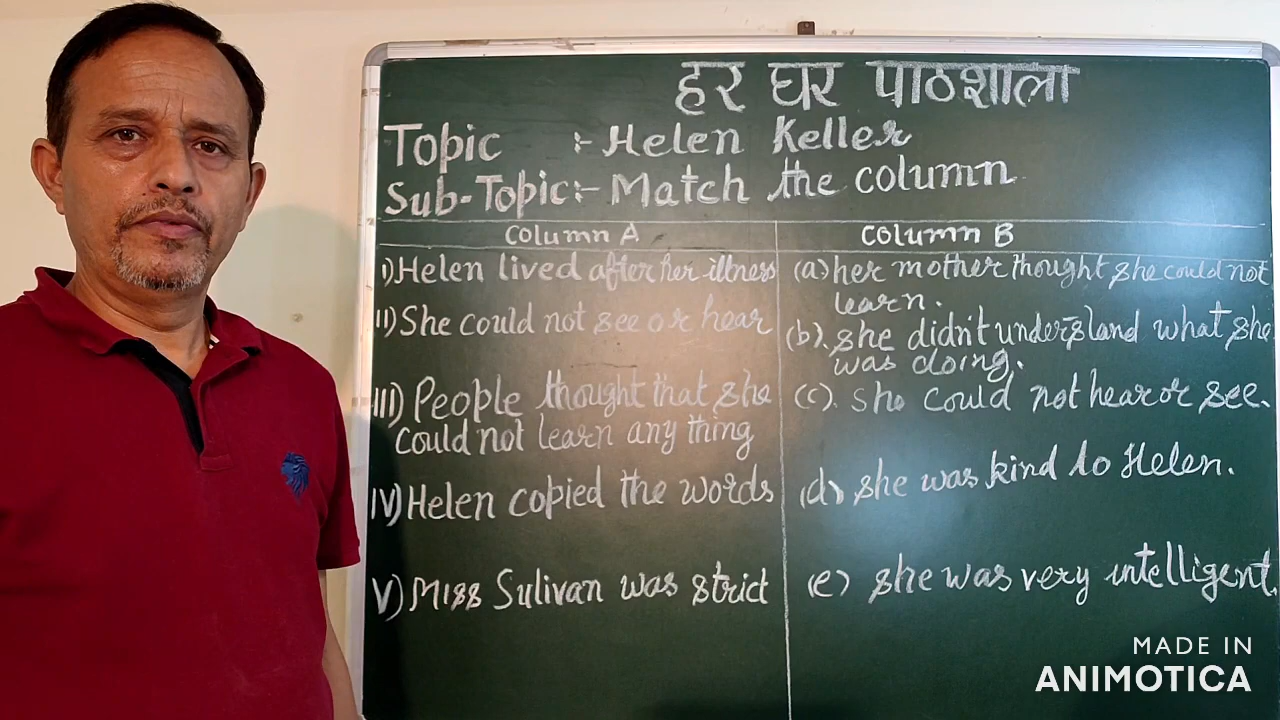 हर घर पाठशाला
Topic :- Helen Keller
Sub-Topic:- Match the column
Column A
Column B
I) Helen lived after her illness
II) She could not see or hear
III) People thought that she
could not learn any thing
IV) Helen copied the words
V) Miss Sulivan was strict
(a) her mother thought she could not
learn.
(b). she didn't understand what she
was doing.
(c). She could not hear or see.
(d) she was kind to Helen.
(e) she was very intelligent.
MADE IN
ANIMOTICA